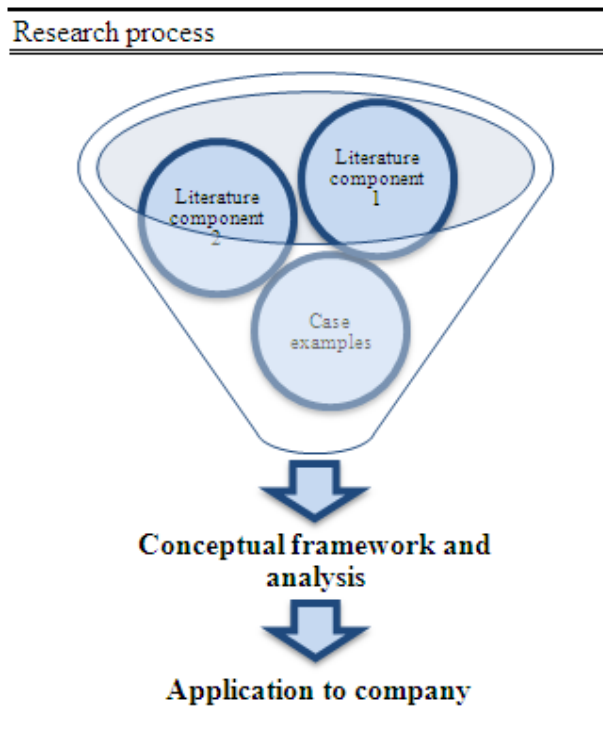 Research process
Literature
component
1
Literature
component
2
Case
examples
Conceptual framework and
analysis
Application to company